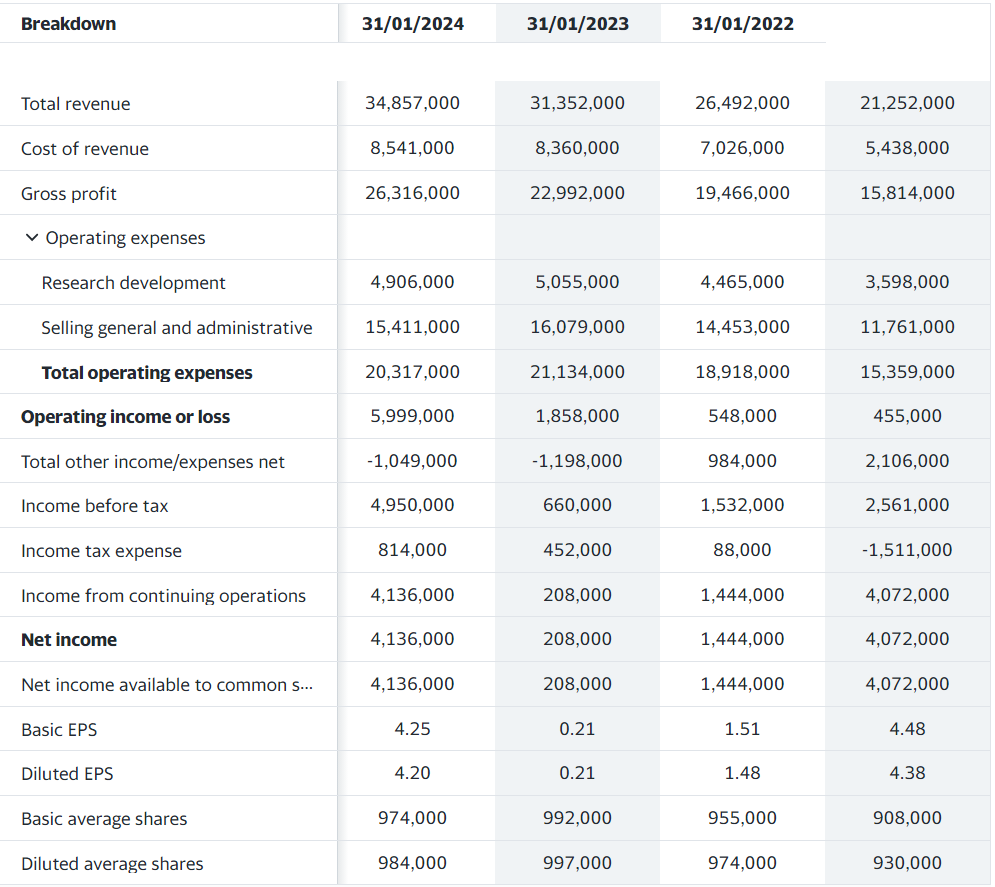 Breakdown 31/01/2024 31/01/2023 31/01/2022
Total revenue 34,857,000 31,352,000 26,492,000 21,252,000
Cost of revenue 8,541,000 8,360,000 7,026,000 5,438,000
Gross profit 26,316,000 22,992,000 19,466,000 15,814,000
Operating expenses
Research development 4,906,000 5,055,000 4,465,000 3,598,000
Selling general and administrative 15,411,000 16,079,000 14,453,000 11,761,000
Total operating expenses 20,317,000 21,134,000 18,918,000 15,359,000
Operating income or loss 5,999,000 1,858,000 548,000 455,000
Total other income/expenses net -1,049,000 -1,198,000 984,000 2,106,000
Income before tax 4,950,000 660,000 1,532,000 2,561,000
Income tax expense 814,000 452,000 88,000 -1,511,000
Income from continuing operations 4,136,000 208,000 1,444,000 4,072,000
Net income 4,136,000 208,000 1,444,000 4,072,000
Net income available to common s... 4,136,000 208,000 1,444,000 4,072,000
Basic EPS 4.25 0.21 1.51 4.48
Diluted EPS 4.20 0.21 1.48 4.38
Basic average shares 974,000 992,000 955,000 908,000
Diluted average shares 984,000 997,000 974,000 930,000